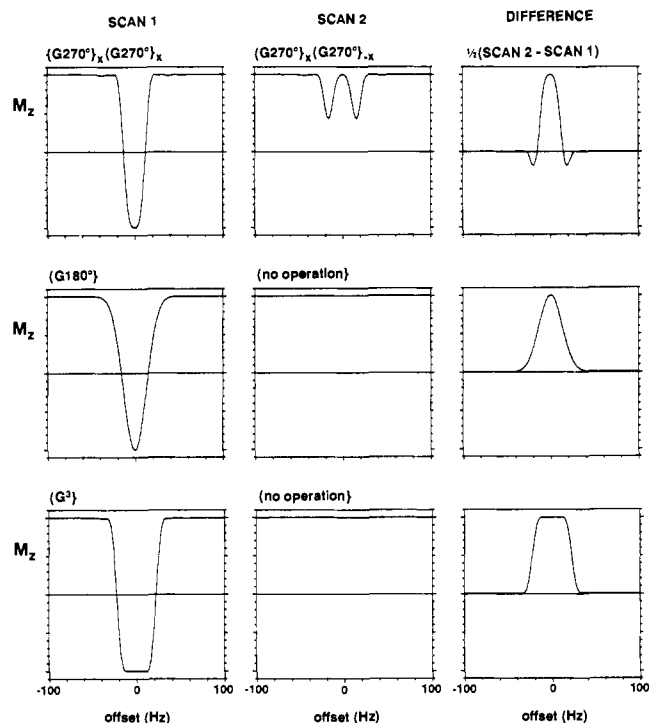 SCAN 1 SCAN 2 DIFFERENCE
{G270°}x{G270°}x {G270°}x{G270°}-x ½(SCAN 2 - SCAN 1)
Mz
{G180°} {no operation}
Mz
{G³} {no operation}
Mz
-100 0 100 -100 0 100 -100 0 100
offset (Hz) offset (Hz) offset (Hz)